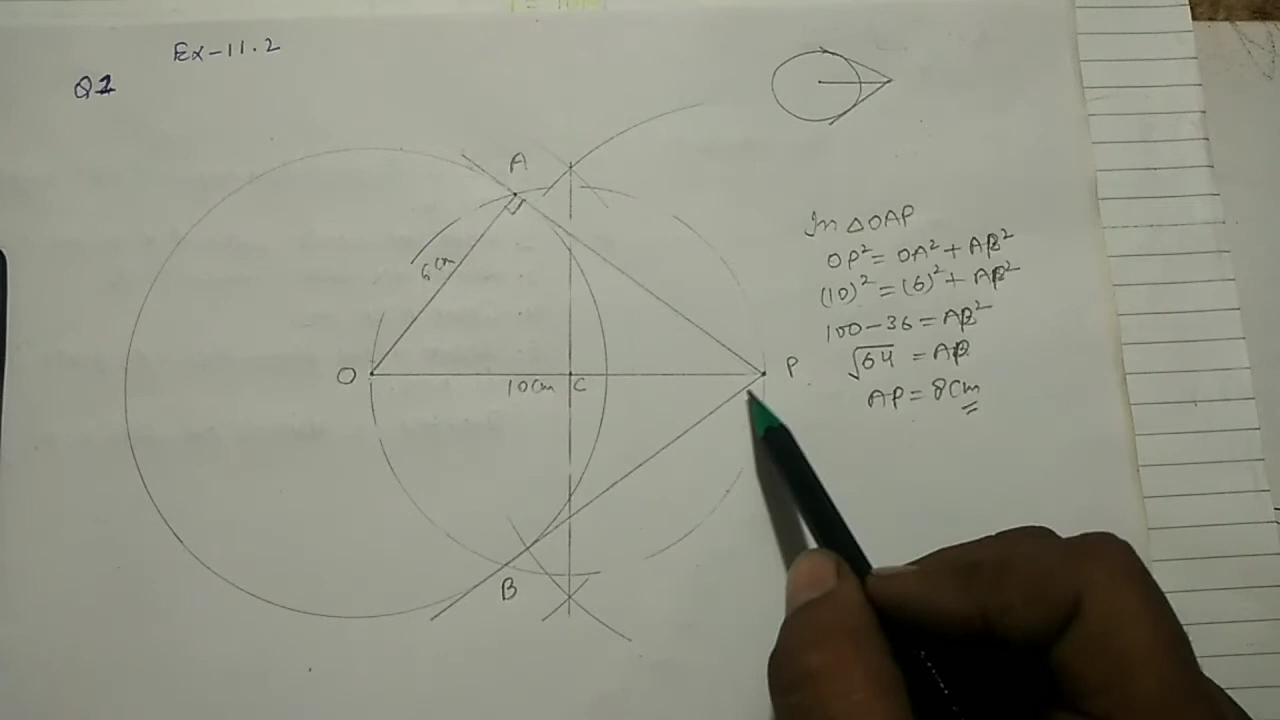 Ex-11.2
Q1
A
6cm
O
10cm
C
P
B
In △OAP
OP² = OA² + AP²
(10)² = (6)² + AP²
100-36 = AP²
√64 = AP
AP = 8cm